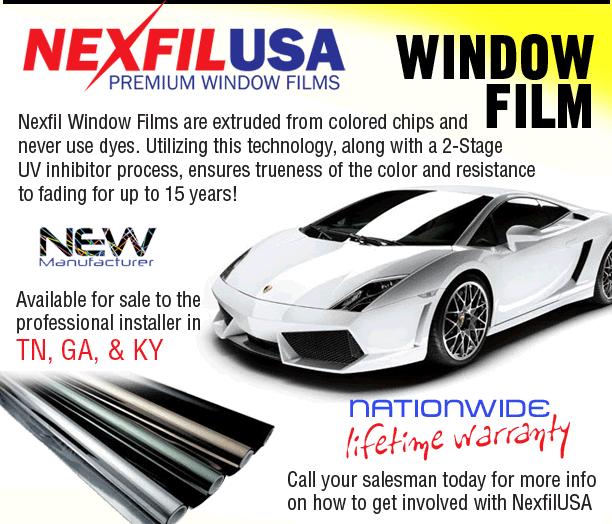 NEXFILUSA
PREMIUM WINDOW FILMS
WINDOW
FILM
Nexfil Window Films are extruded from colored chips and
never use dyes. Utilizing this technology, along with a 2-Stage
UV inhibitor process, ensures trueness of the color and resistance
to fading for up to 15 years!
NEW
Manufacturer
Available for sale to the
professional installer in
TN, GA, & KY
NATIONWIDE
lifetime warranty
Call your salesman today for more info
on how to get involved with NexfilUSA